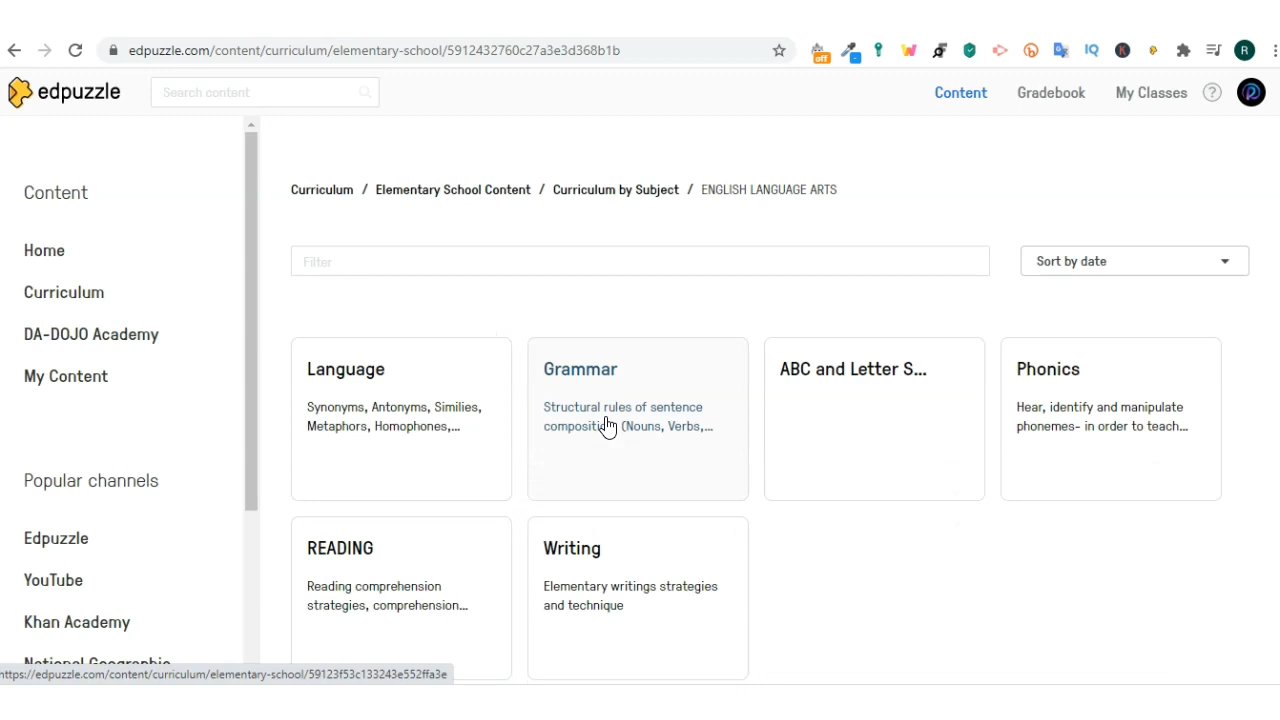 edpuzzle.com/content/curriculum/elementary-school/5912432760c27a3e3d368b1b
off
IQ
K
R
edpuzzle
Search content
Content
Gradebook
My Classes
?
Content
Home
Curriculum
DA-DOJO Academy
My Content
Popular channels
Edpuzzle
YouTube
Khan Academy
National Geographic
Curriculum / Elementary School Content / Curriculum by Subject / ENGLISH LANGUAGE ARTS
Filter
Sort by date
Language
Synonyms, Antonyms, Similies,
Metaphors, Homophones,...
Grammar
Structural rules of sentence
composition (Nouns, Verbs,...
ABC and Letter S...
Phonics
Hear, identify and manipulate
phonemes- in order to teach...
READING
Reading comprehension
strategies, comprehension...
Writing
Elementary writings strategies
and technique
https://edpuzzle.com/content/curriculum/elementary-school/59123f53c133243e552ffa3e